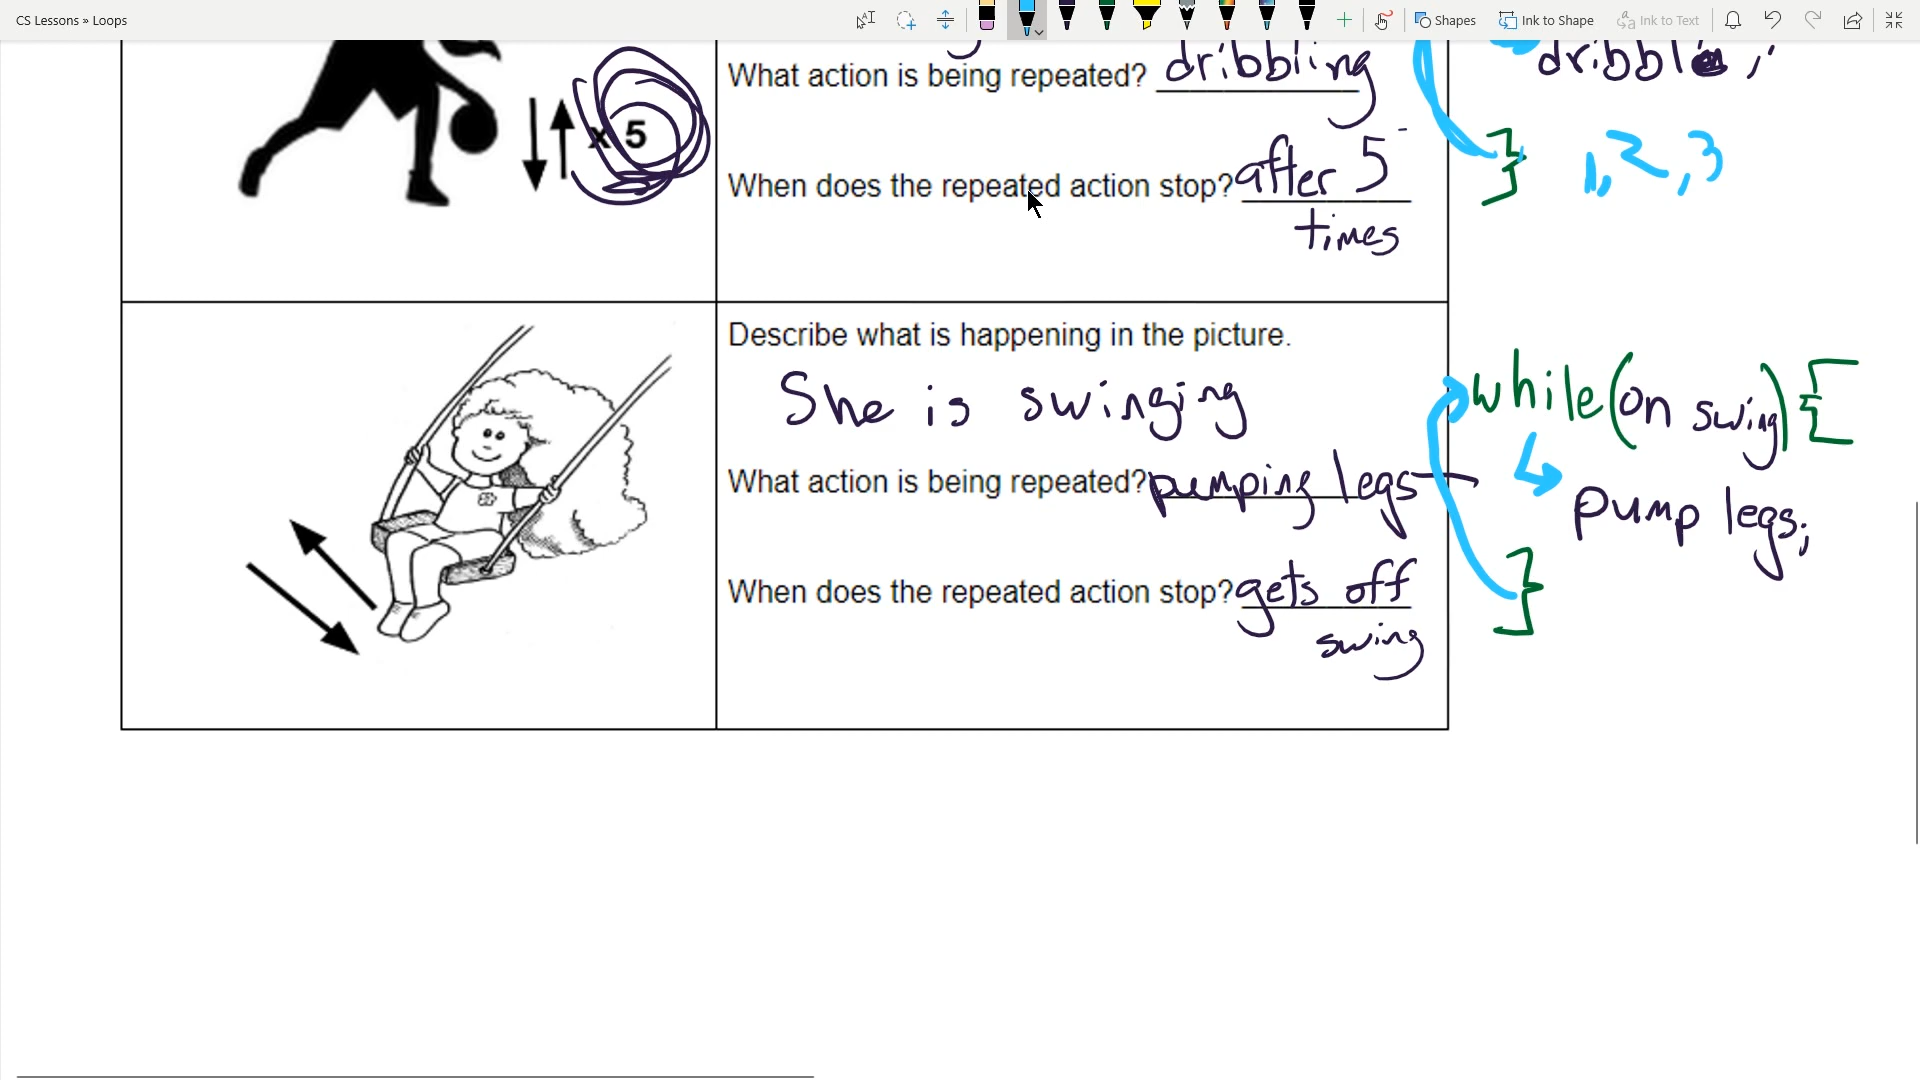 CS Lessons » Loops
Shapes
Ink to Shape
Ink to Text
What action is being repeated? dribbling
x 5
When does the repeated action stop? after 5
times
1, 2, 3
}
Describe what is happening in the picture.
She is swinging
What action is being repeated? pumping legs
When does the repeated action stop? gets off
swing
while (on swing) {
pump legs;
}